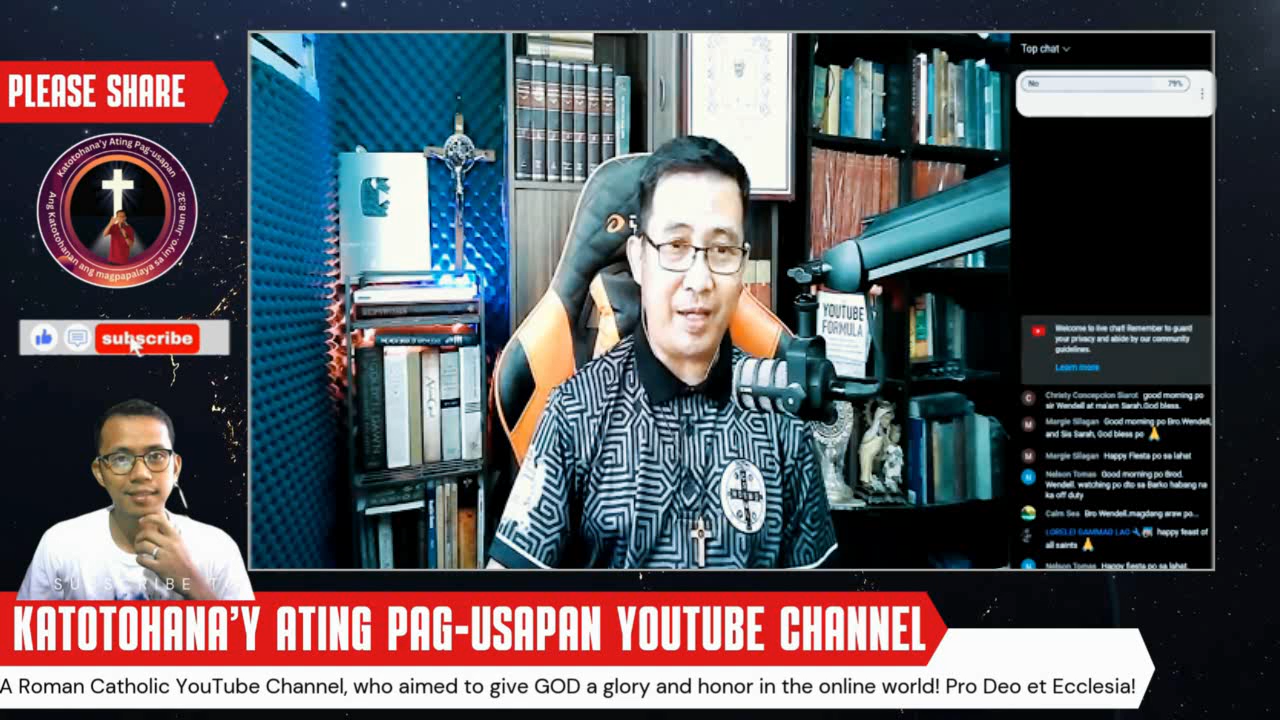 PLEASE SHARE
Katotohana'y Ating Pag-usapan
Ang Katotohanan ang magpapalaya sa inyo. Juan 8:32
subscribe
SUBSCRIBE
YOUTUBE
FORMULA
Top chat
No 79%
Welcome to live chat! Remember to guard
your privacy and abide by our community
guidelines.
Learn more
Christy Concepcion Siarot good morning po
sir Wendell at ma'am Sarah.God bless.
Margie Silagan Good morning po Bro.Wendell,
and Sis Sarah, God bless po 🙏
Margie Silagan Happy Fiesta po sa lahat
Nelson Tomas Good morning po Brod.
Wendell. watching po dto sa Barko habang na
ka off duty
Calm Sea Bro Wendell.magdang araw po...
LORELEI GAMMAD LAO happy feast of
all saints 🙏
Nelson Tomas Happy fiesta po sa lahat
KATOTOHANA'Y ATING PAG-USAPAN YOUTUBE CHANNEL
A Roman Catholic YouTube Channel, who aimed to give GOD a glory and honor in the online world! Pro Deo et Ecclesia!